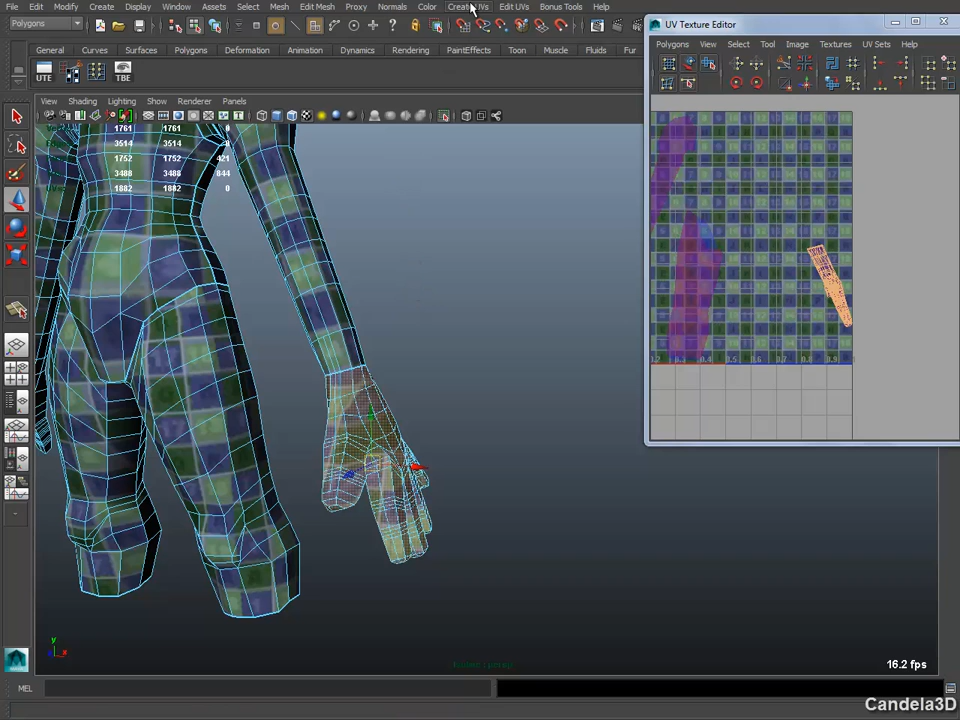 File Edit Modify Create Display Window Assets Select Mesh Edit Mesh Proxy Normals Color Create UVs Edit UVs Bonus Tools Help
Polygons
General Curves Surfaces Polygons Deformation Animation Dynamics Rendering PaintEffects Toon Muscle Fluids Fur
UTE TBE
View Shading Lighting Show Renderer Panels
1761 1761 0
3514 3514
1752 1752 421
3488 3488 844
1882 1882 0
UV Texture Editor
Polygons View Select Tool Image Textures UV Sets Help
y
x
16.2 fps
MEL
Candela3D